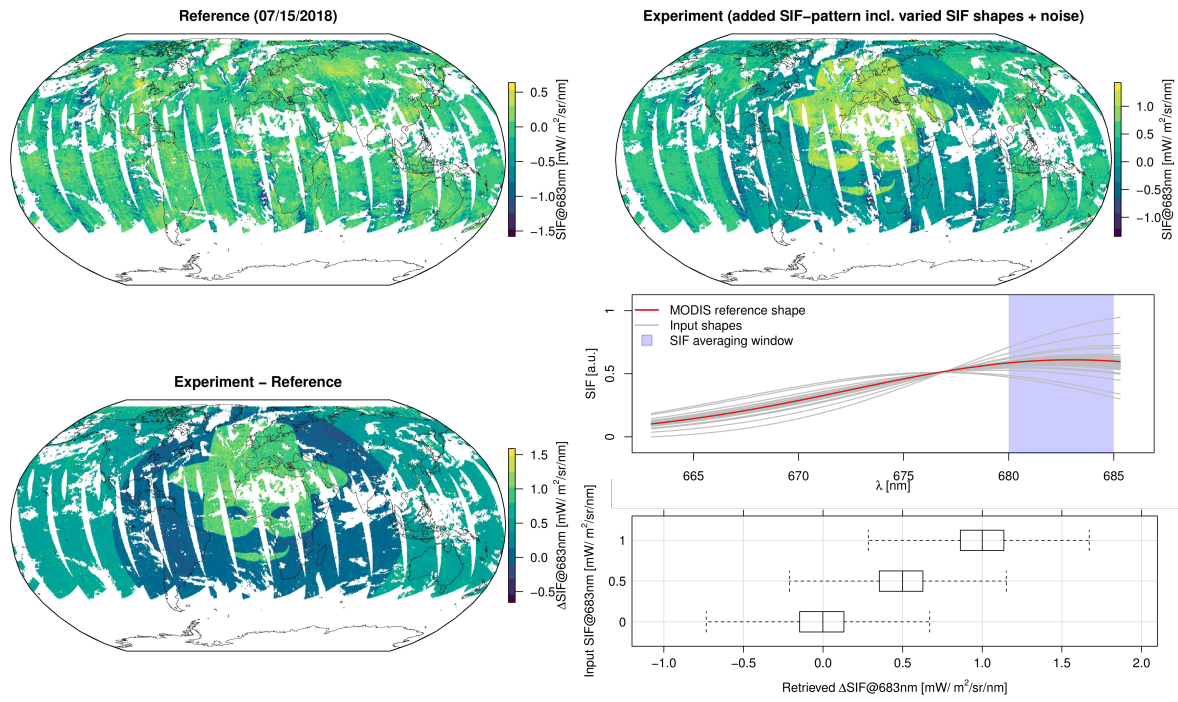 Reference (07/15/2018)
0.5
0.0
−0.5
−1.0
−1.5
SIF@683nm [mW/ m²/sr/nm]
Experiment (added SIF−pattern incl. varied SIF shapes + noise)
1.0
0.5
0.0
−0.5
−1.0
SIF@683nm [mW/ m²/sr/nm]
MODIS reference shape
Input shapes
SIF averaging window
SIF [a.u.]
1
0.5
0
665
670
675
680
685
λ [nm]
Experiment − Reference
1.5
1.0
0.5
0.0
−0.5
ΔSIF@683nm [mW/ m²/sr/nm]
Input SIF@683nm [mW/ m²/sr/nm]
1
0.5
0
−1.0
−0.5
0.0
0.5
1.0
1.5
2.0
Retrieved ΔSIF@683nm [mW/ m²/sr/nm]